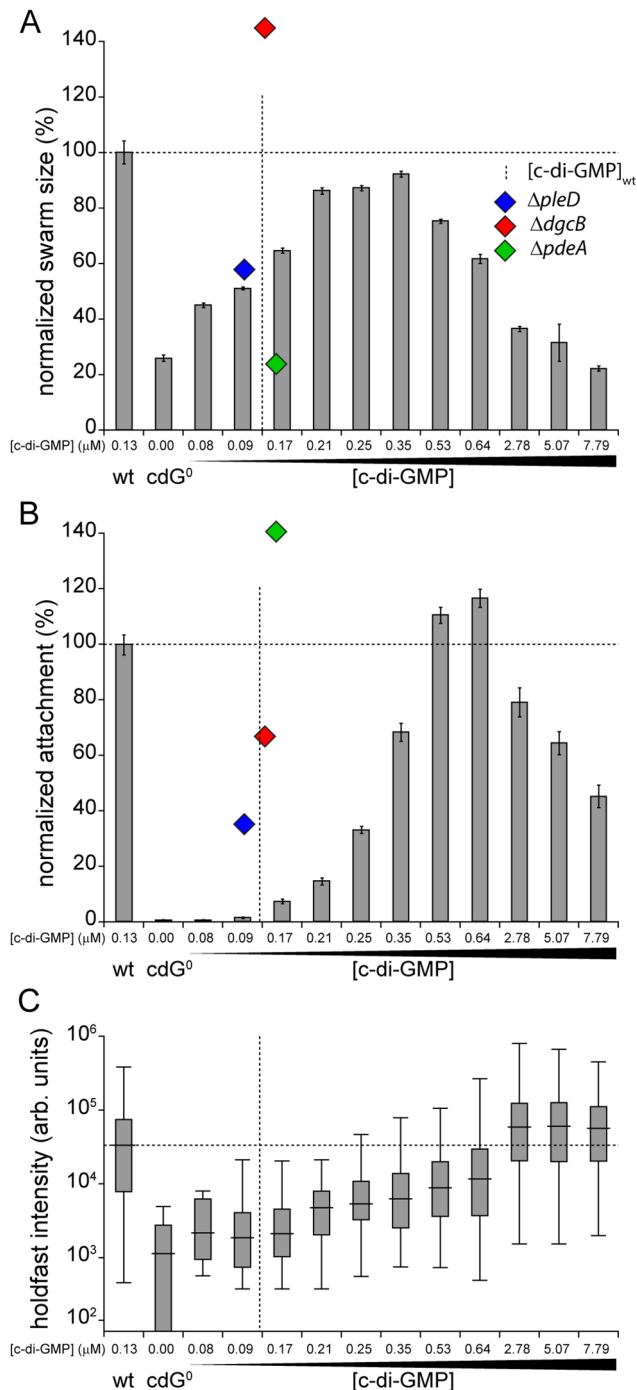 A
normalized swarm size (%)
140
120
100
80
60
40
20
0
[c-di-GMP]wt
ΔpleD
ΔdgcB
ΔpdeA
[c-di-GMP] (μM) 0.13 0.00 0.08 0.09 0.17 0.21 0.25 0.35 0.53 0.64 2.78 5.07 7.79
wt cdG⁰ [c-di-GMP]
B
normalized attachment (%)
140
120
100
80
60
40
20
0
[c-di-GMP] (μM) 0.13 0.00 0.08 0.09 0.17 0.21 0.25 0.35 0.53 0.64 2.78 5.07 7.79
wt cdG⁰ [c-di-GMP]
C
holdfast intensity (arb. units)
10⁶
10⁵
10⁴
10³
10²
[c-di-GMP] (μM) 0.13 0.00 0.08 0.09 0.17 0.21 0.25 0.35 0.53 0.64 2.78 5.07 7.79
wt cdG⁰ [c-di-GMP]